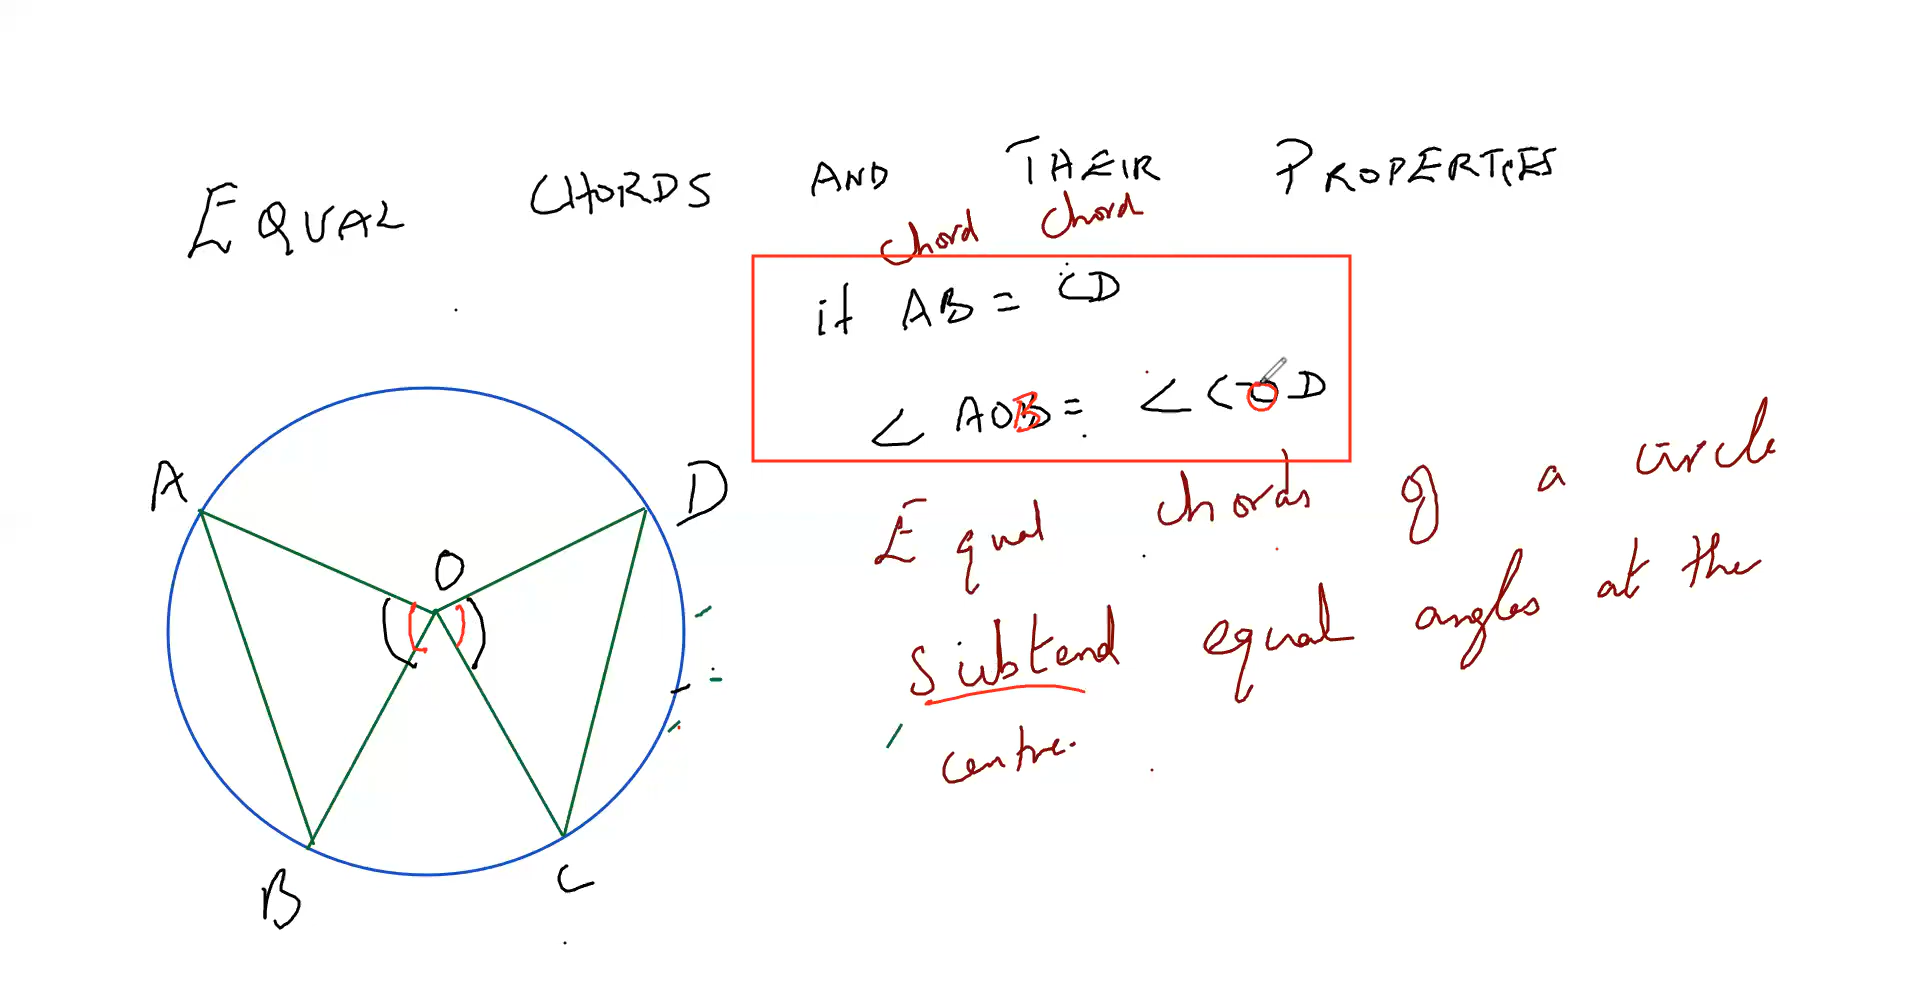 EQUAL CHORDS AND THEIR PROPERTIES
chord chord
if AB = CD
∠ AOB = ∠ COD
Equal chords of a circle
subtend equal angles at the
centre.
A
D
O
B
C